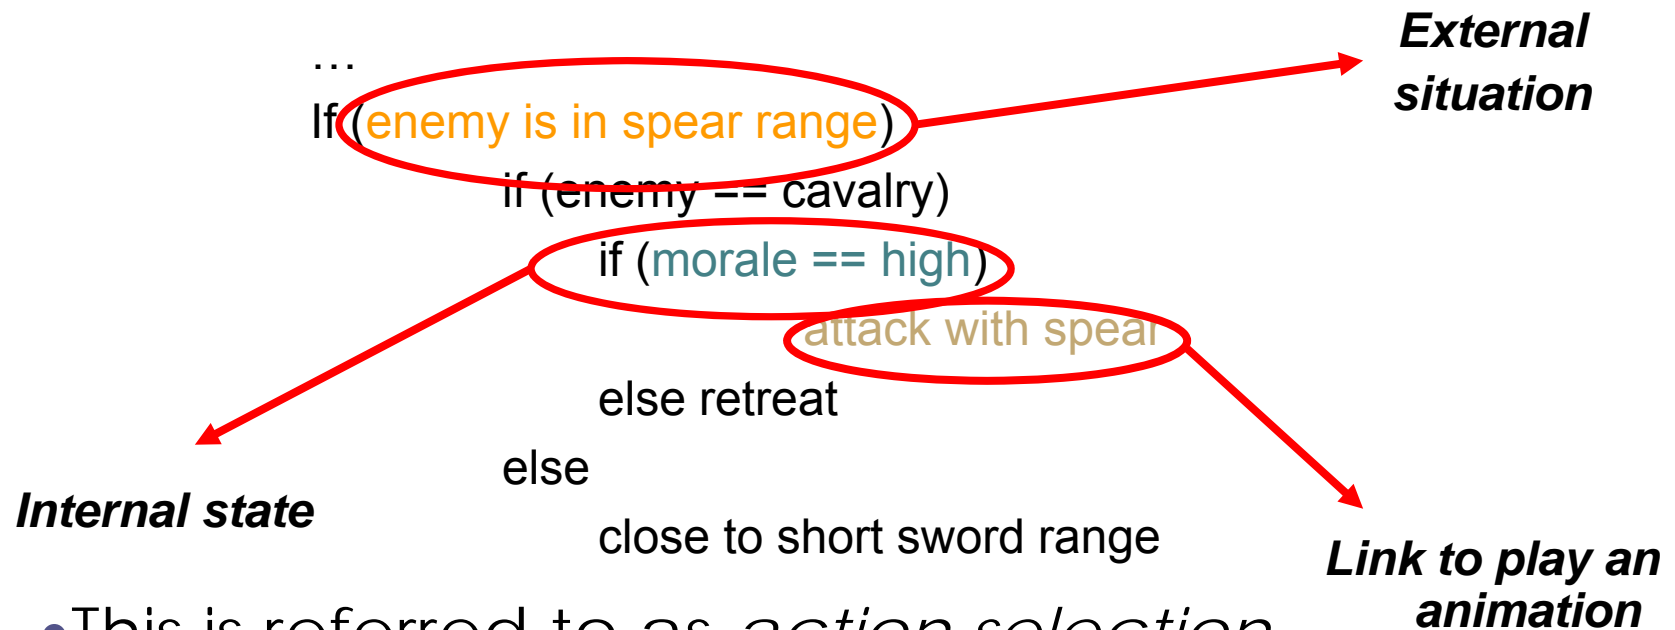 External
situation
…
If (enemy is in spear range)
if (enemy == cavalry)
if (morale == high)
attack with spear
else retreat
else
Internal state
close to short sword range
Link to play an
animation
•This is referred to as action selection